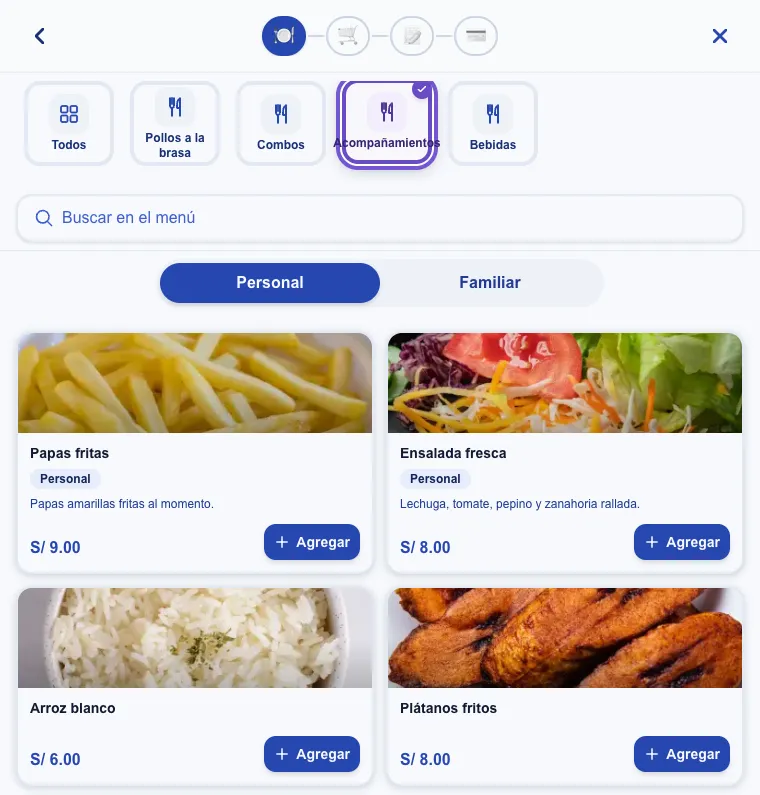 Todos
Pollos a la
brasa
Combos
Acompañamientos
Bebidas
Buscar en el menú
Personal
Familiar
Papas fritas
Personal
Papas amarillas fritas al momento.
S/ 9.00
Agregar
Ensalada fresca
Personal
Lechuga, tomate, pepino y zanahoria rallada.
S/ 8.00
Agregar
Arroz blanco
S/ 6.00
Agregar
Plátanos fritos
S/ 8.00
Agregar